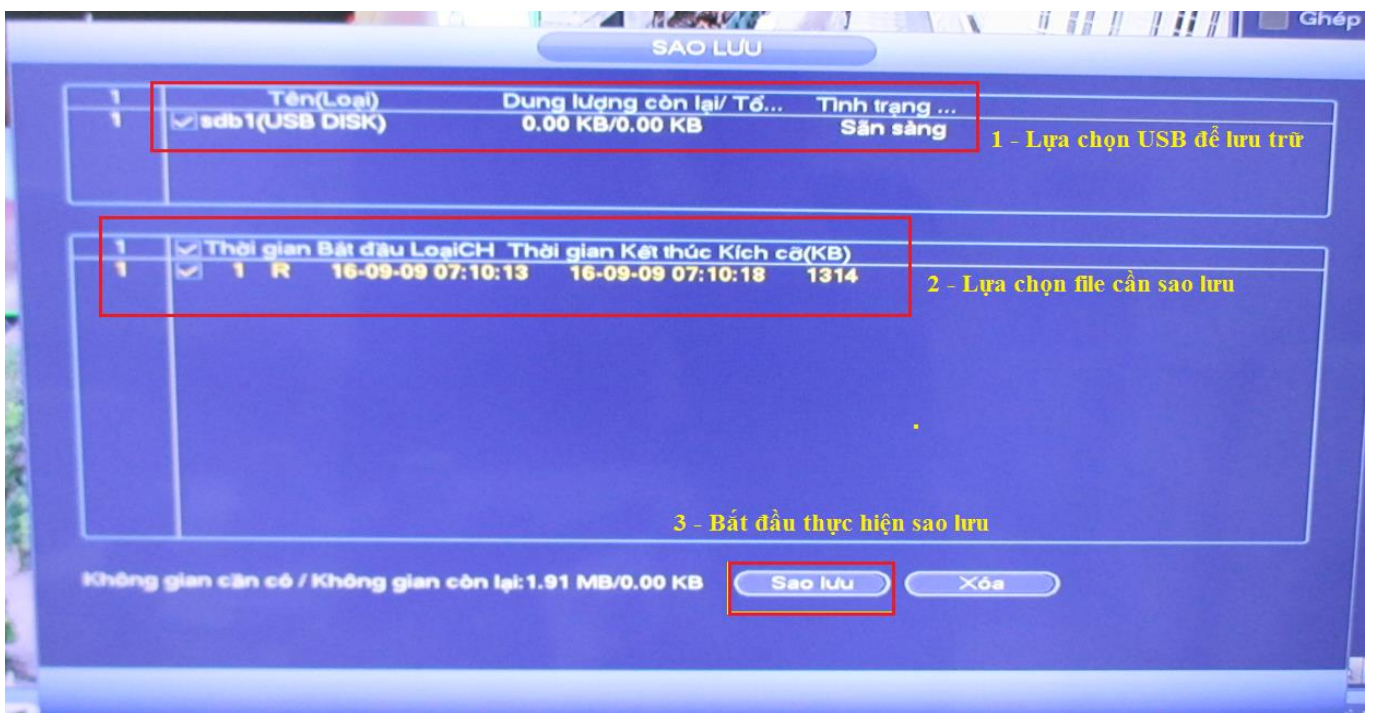 Ghép
SAO LƯU
1 Tên(Loại) Dung lượng còn lại/ Tổ... Tình trạng ...
1 sdb1(USB DISK) 0.00 KB/0.00 KB Sẵn sàng
1 - Lựa chọn USB để lưu trữ
1 Thời gian Bắt đầu LoạiCH Thời gian Kết thúc Kích cỡ(KB)
1 1 R 16-09-09 07:10:13 16-09-09 07:10:18 1314
2 - Lựa chọn file cần sao lưu
3 - Bắt đầu thực hiện sao lưu
Không gian cần có / Không gian còn lại:1.91 MB/0.00 KB Sao lưu Xóa